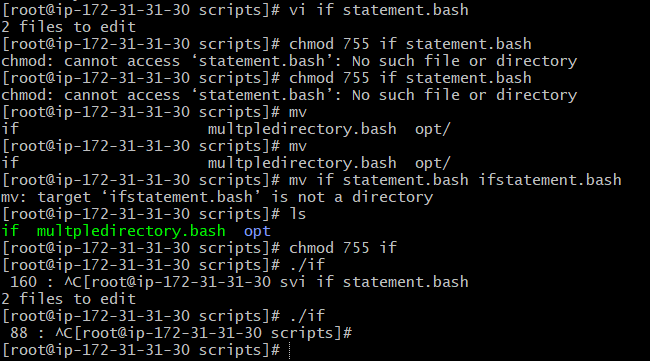 [root@ip-172-31-31-30 scripts]# vi if statement.bash
2 files to edit
[root@ip-172-31-31-30 scripts]# chmod 755 if statement.bash
chmod: cannot access ‘statement.bash’: No such file or directory
[root@ip-172-31-31-30 scripts]# chmod 755 if statement.bash
chmod: cannot access ‘statement.bash’: No such file or directory
[root@ip-172-31-31-30 scripts]# mv
if multpledirectory.bash opt/
[root@ip-172-31-31-30 scripts]# mv
if multpledirectory.bash opt/
[root@ip-172-31-31-30 scripts]# mv if statement.bash ifstatement.bash
mv: target ‘ifstatement.bash’ is not a directory
[root@ip-172-31-31-30 scripts]# ls
if multpledirectory.bash opt
[root@ip-172-31-31-30 scripts]# chmod 755 if
[root@ip-172-31-31-30 scripts]# ./if
160 : ^C[root@ip-172-31-31-30 svi if statement.bash
2 files to edit
[root@ip-172-31-31-30 scripts]# ./if
88 : ^C[root@ip-172-31-31-30 scripts]#
[root@ip-172-31-31-30 scripts]#